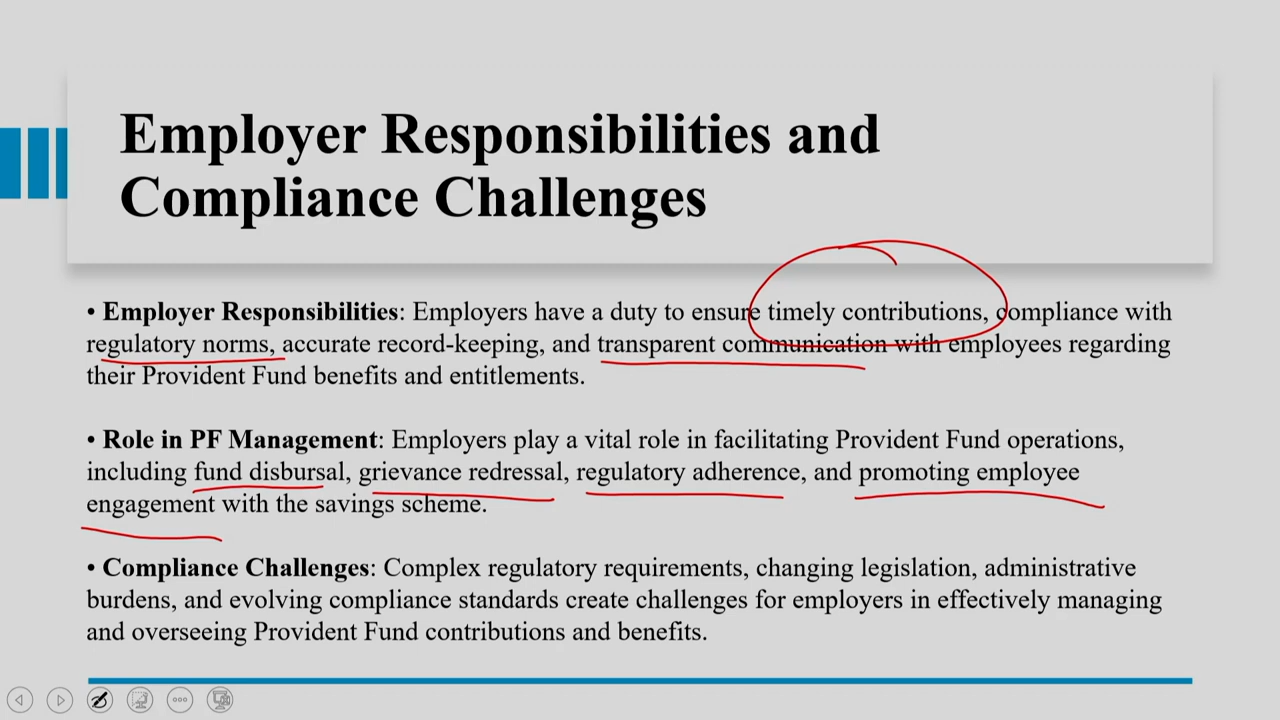 Employer Responsibilities and
Compliance Challenges
• Employer Responsibilities: Employers have a duty to ensure timely contributions, compliance with
regulatory norms, accurate record-keeping, and transparent communication with employees regarding
their Provident Fund benefits and entitlements.
• Role in PF Management: Employers play a vital role in facilitating Provident Fund operations,
including fund disbursal, grievance redressal, regulatory adherence, and promoting employee
engagement with the savings scheme.
• Compliance Challenges: Complex regulatory requirements, changing legislation, administrative
burdens, and evolving compliance standards create challenges for employers in effectively managing
and overseeing Provident Fund contributions and benefits.